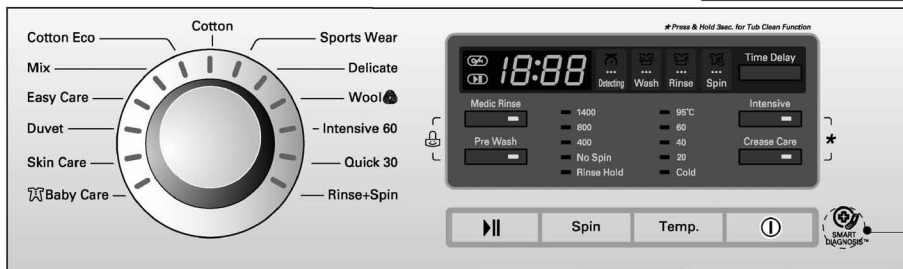 *Press & Hold 3sec. for Tub Clean Function
Cotton
Cotton Eco
Sports Wear
Mix
Delicate
Easy Care
Wool
Duvet
Intensive 60
Skin Care
Quick 30
Baby Care
Rinse+Spin
18:88
Detecting
Wash
Rinse
Spin
Time Delay
Medic Rinse
Pre Wash
1400
800
400
No Spin
Rinse Hold
95°C
60
40
20
Cold
Intensive
Crease Care
*
Spin
Temp.
SMART
DIAGNOSIS™